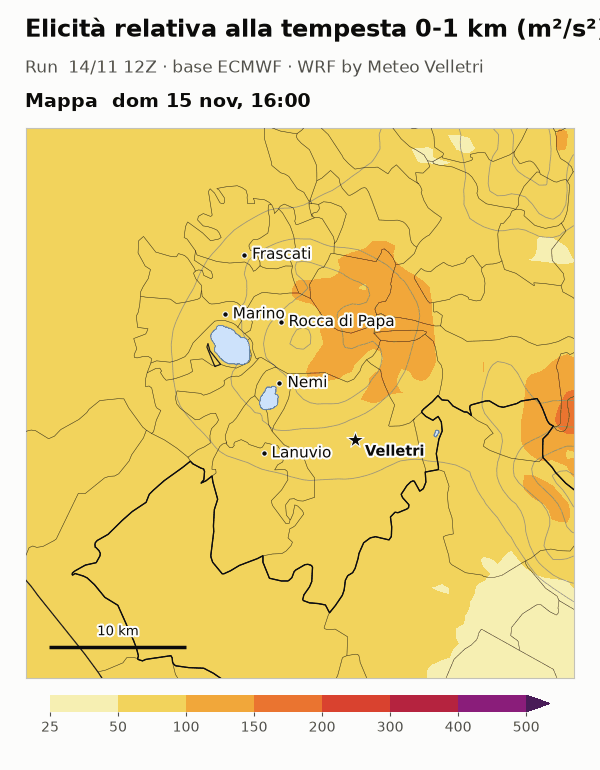 Elicità relativa alla tempesta 0-1 km (m²/s²)
Run  14/11 12Z · base ECMWF · WRF by Meteo Velletri
Mappa  dom 15 nov, 16:00
Frascati
Marino
Rocca di Papa
Nemi
Velletri
Lanuvio
10 km
25 50 100 150 200 300 400 500